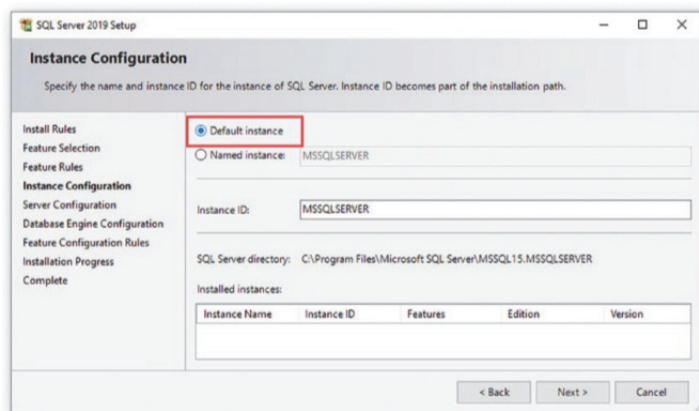 SQL Server 2019 Setup
Instance Configuration
Specify the name and instance ID for the instance of SQL Server. Instance ID becomes part of the installation path.
Install Rules
Feature Selection
Feature Rules
Instance Configuration
Server Configuration
Database Engine Configuration
Feature Configuration Rules
Installation Progress
Complete
Default instance
Named instance: MSSQLSERVER
Instance ID: MSSQLSERVER
SQL Server directory: C:\Program Files\Microsoft SQL Server\MSSQL15.MSSQLSERVER
Installed instances:
Instance Name Instance ID Features Edition Version
< Back Next > Cancel